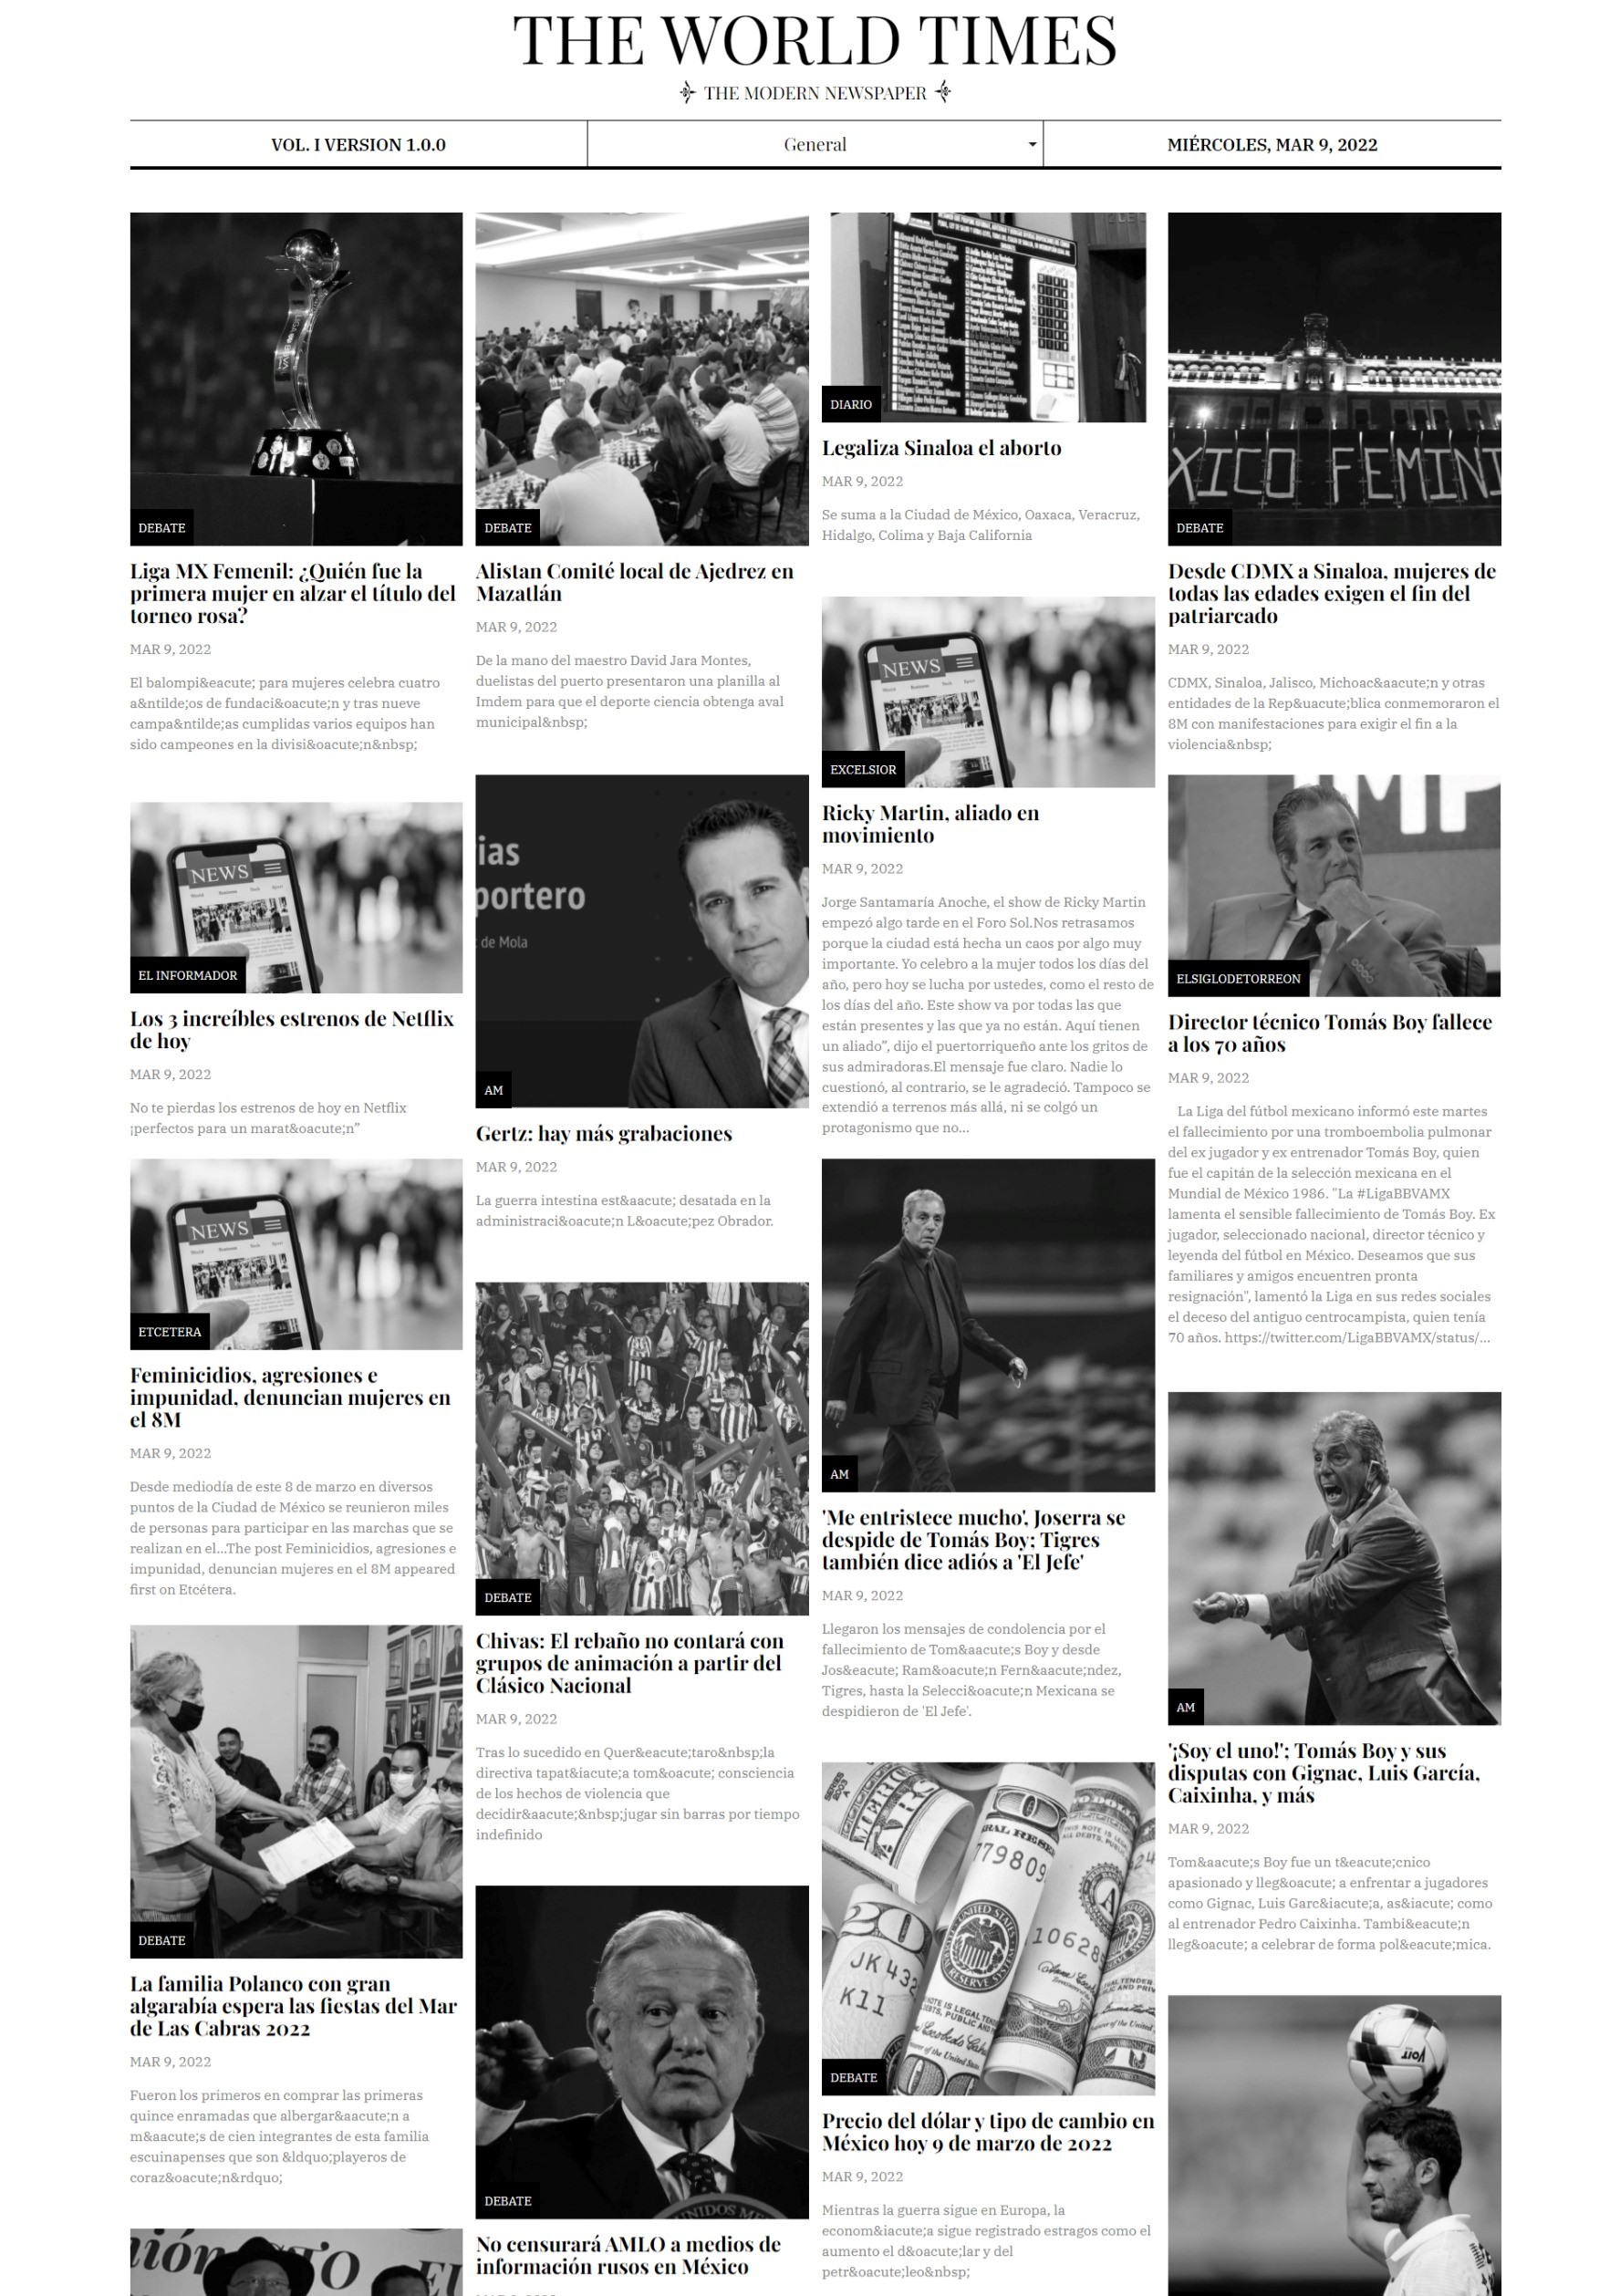 THE WORLD TIMES
THE MODERN NEWSPAPER
VOL. I VERSION 1.0.0
General
MIÉRCOLES, MAR 9, 2022
DEBATE
Liga MX Femenil: ¿Quién fue la
primera mujer en alzar el título del
torneo rosa?
MAR 9, 2022
El balompi&eacute; para mujeres celebra cuatro
a&ntilde;os de fundaci&oacute;n y tras nueve
campa&ntilde;as cumplidas varios equipos han
sido campeones en la divisi&oacute;n&nbsp;
NEWS
EL INFORMADOR
Los 3 increíbles estrenos de Netflix
de hoy
MAR 9, 2022
No te pierdas los estrenos de hoy en Netflix
¡perfectos para un marat&oacute;n”
NEWS
ETCETERA
Feminicidios, agresiones e
impunidad, denuncian mujeres en
el 8M
MAR 9, 2022
Desde mediodía de este 8 de marzo en diversos
puntos de la Ciudad de México se reunieron miles
de personas para participar en las marchas que se
realizan en el...The post Feminicidios, agresiones e
impunidad, denuncian mujeres en el 8M appeared
first on Etcétera.
DEBATE
La familia Polanco con gran
algarabía espera las fiestas del Mar
de Las Cabras 2022
MAR 9, 2022
Fueron los primeros en comprar las primeras
quince enramadas que albergar&aacute;n a
m&aacute;s de cien integrantes de esta familia
escuinapenses que son &ldquo;playeros de
coraz&oacute;n&rdquo;
DEBATE
Alistan Comité local de Ajedrez en
Mazatlán
MAR 9, 2022
De la mano del maestro David Jara Montes,
duelistas del puerto presentaron una planilla al
Imdem para que el deporte ciencia obtenga aval
municipal&nbsp;
ias
portero
de Mola
AM
Gertz: hay más grabaciones
MAR 9, 2022
La guerra intestina est&aacute; desatada en la
administraci&oacute;n L&oacute;pez Obrador.
DEBATE
Chivas: El rebaño no contará con
grupos de animación a partir del
Clásico Nacional
MAR 9, 2022
Tras lo sucedido en Quer&eacute;taro&nbsp;la
directiva tapat&iacute;a tom&oacute; consciencia
de los hechos de violencia que
decidir&aacute;&nbsp;jugar sin barras por tiempo
indefinido
DEBATE
No censurará AMLO a medios de
información rusos en México
DIARIO
Legaliza Sinaloa el aborto
MAR 9, 2022
Se suma a la Ciudad de México, Oaxaca, Veracruz,
Hidalgo, Colima y Baja California
NEWS
EXCELSIOR
Ricky Martin, aliado en
movimiento
MAR 9, 2022
Jorge Santamaría Anoche, el show de Ricky Martin
empezó algo tarde en el Foro Sol.Nos retrasamos
porque la ciudad está hecha un caos por algo muy
importante. Yo celebro a la mujer todos los días del
año, pero hoy se lucha por ustedes, como el resto de
los días del año. Este show va por todas las que
están presentes y las que ya no están. Aquí tienen
un aliado”, dijo el puertorriqueño ante los gritos de
sus admiradoras.El mensaje fue claro. Nadie lo
cuestionó, al contrario, se le agradeció. Tampoco se
extendió a terrenos más allá, ni se colgó un
protagonismo que no...
AM
'Me entristece mucho', Joserra se
despide de Tomás Boy; Tigres
también dice adiós a 'El Jefe'
MAR 9, 2022
Llegaron los mensajes de condolencia por el
fallecimiento de Tom&aacute;s Boy y desde
Jos&eacute; Ram&oacute;n Fern&aacute;ndez,
Tigres, hasta la Selecci&oacute;n Mexicana se
despidieron de 'El Jefe'.
DEBATE
Precio del dólar y tipo de cambio en
México hoy 9 de marzo de 2022
MAR 9, 2022
Mientras la guerra sigue en Europa, la
econom&iacute;a sigue registrado estragos como el
aumento el d&oacute;lar y del
petr&oacute;leo&nbsp;
XICO FEMINI
DEBATE
Desde CDMX a Sinaloa, mujeres de
todas las edades exigen el fin del
patriarcado
MAR 9, 2022
CDMX, Sinaloa, Jalisco, Michoac&aacute;n y otras
entidades de la Rep&uacute;blica conmemoraron el
8M con manifestaciones para exigir el fin a la
violencia&nbsp;
ELSIGLODETORREON
Director técnico Tomás Boy fallece
a los 70 años
MAR 9, 2022
La Liga del fútbol mexicano informó este martes
el fallecimiento por una tromboembolia pulmonar
del ex jugador y ex entrenador Tomás Boy, quien
fue el capitán de la selección mexicana en el
Mundial de México 1986. "La #LigaBBVAMX
lamenta el sensible fallecimiento de Tomás Boy. Ex
jugador, seleccionado nacional, director técnico y
leyenda del fútbol en México. Deseamos que sus
familiares y amigos encuentren pronta
resignación", lamentó la Liga en sus redes sociales
el deceso del antiguo centrocampista, quien tenía
70 años. https://twitter.com/LigaBBVAMX/status/...
AM
'¡Soy el uno!'; Tomás Boy y sus
disputas con Gignac, Luis García,
Caixinha, y más
MAR 9, 2022
Tom&aacute;s Boy fue un t&eacute;cnico
apasionado y lleg&oacute; a enfrentar a jugadores
como Gignac, Luis Garc&iacute;a, as&iacute; como
al entrenador Pedro Caixinha. Tambi&eacute;n
lleg&oacute; a celebrar de forma pol&eacute;mica.